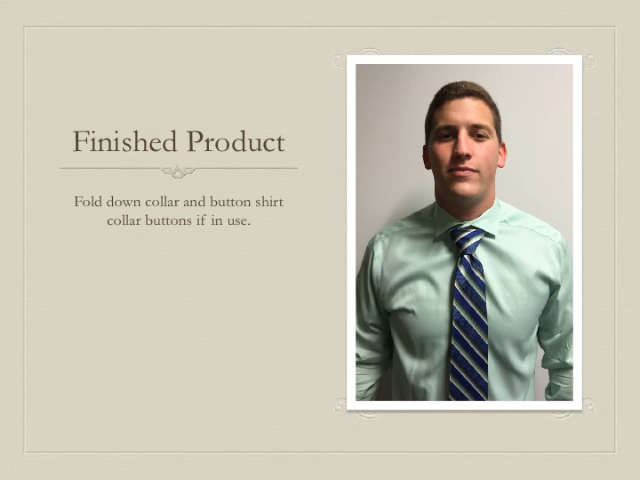 Finished Product
Fold down collar and button shirt
collar buttons if in use.